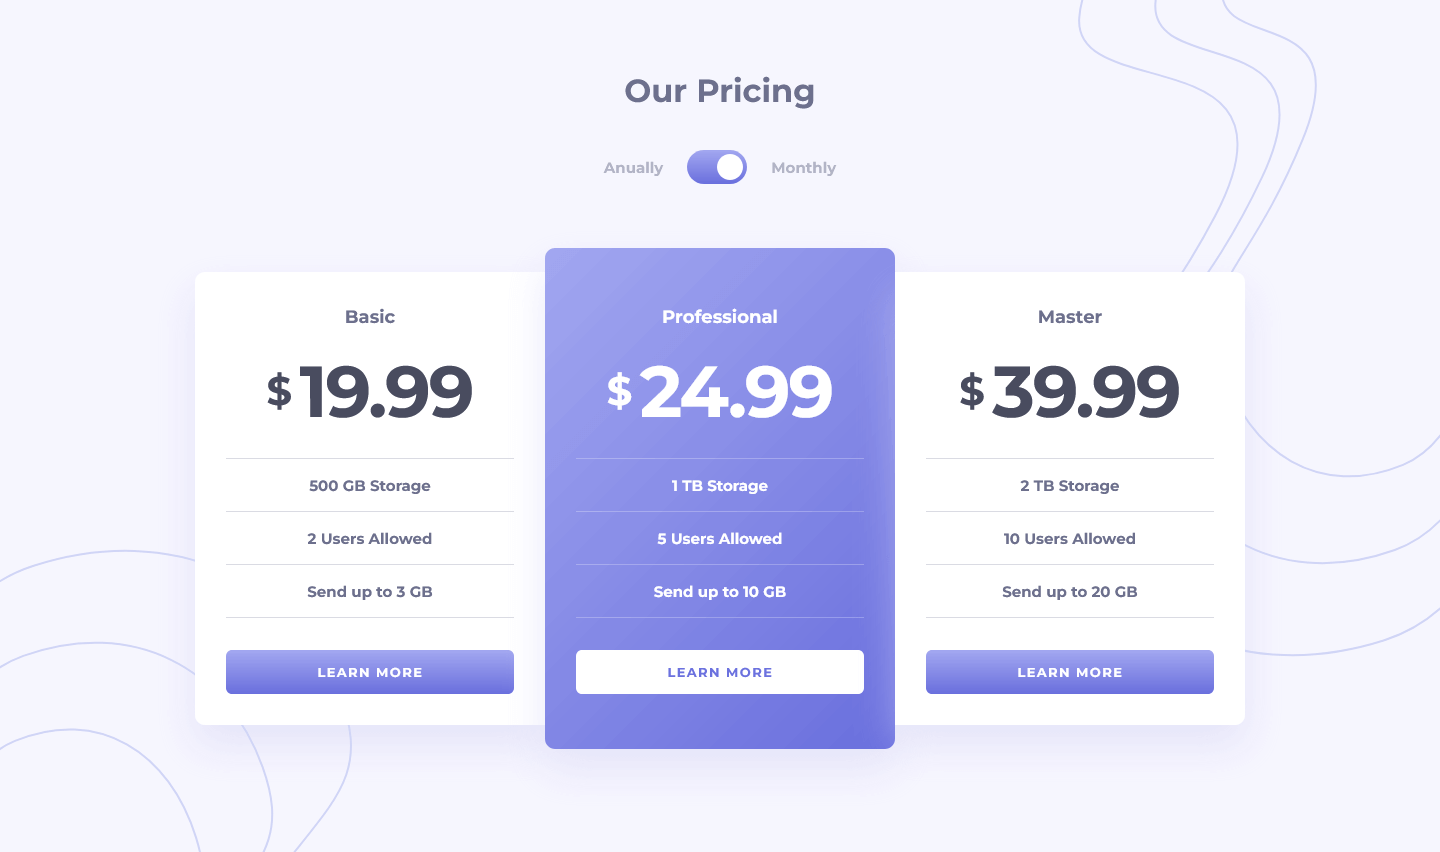 Our Pricing
Anually Monthly
Basic
$19.99
500 GB Storage
2 Users Allowed
Send up to 3 GB
LEARN MORE
Professional
$24.99
1 TB Storage
5 Users Allowed
Send up to 10 GB
LEARN MORE
Master
$39.99
2 TB Storage
10 Users Allowed
Send up to 20 GB
LEARN MORE